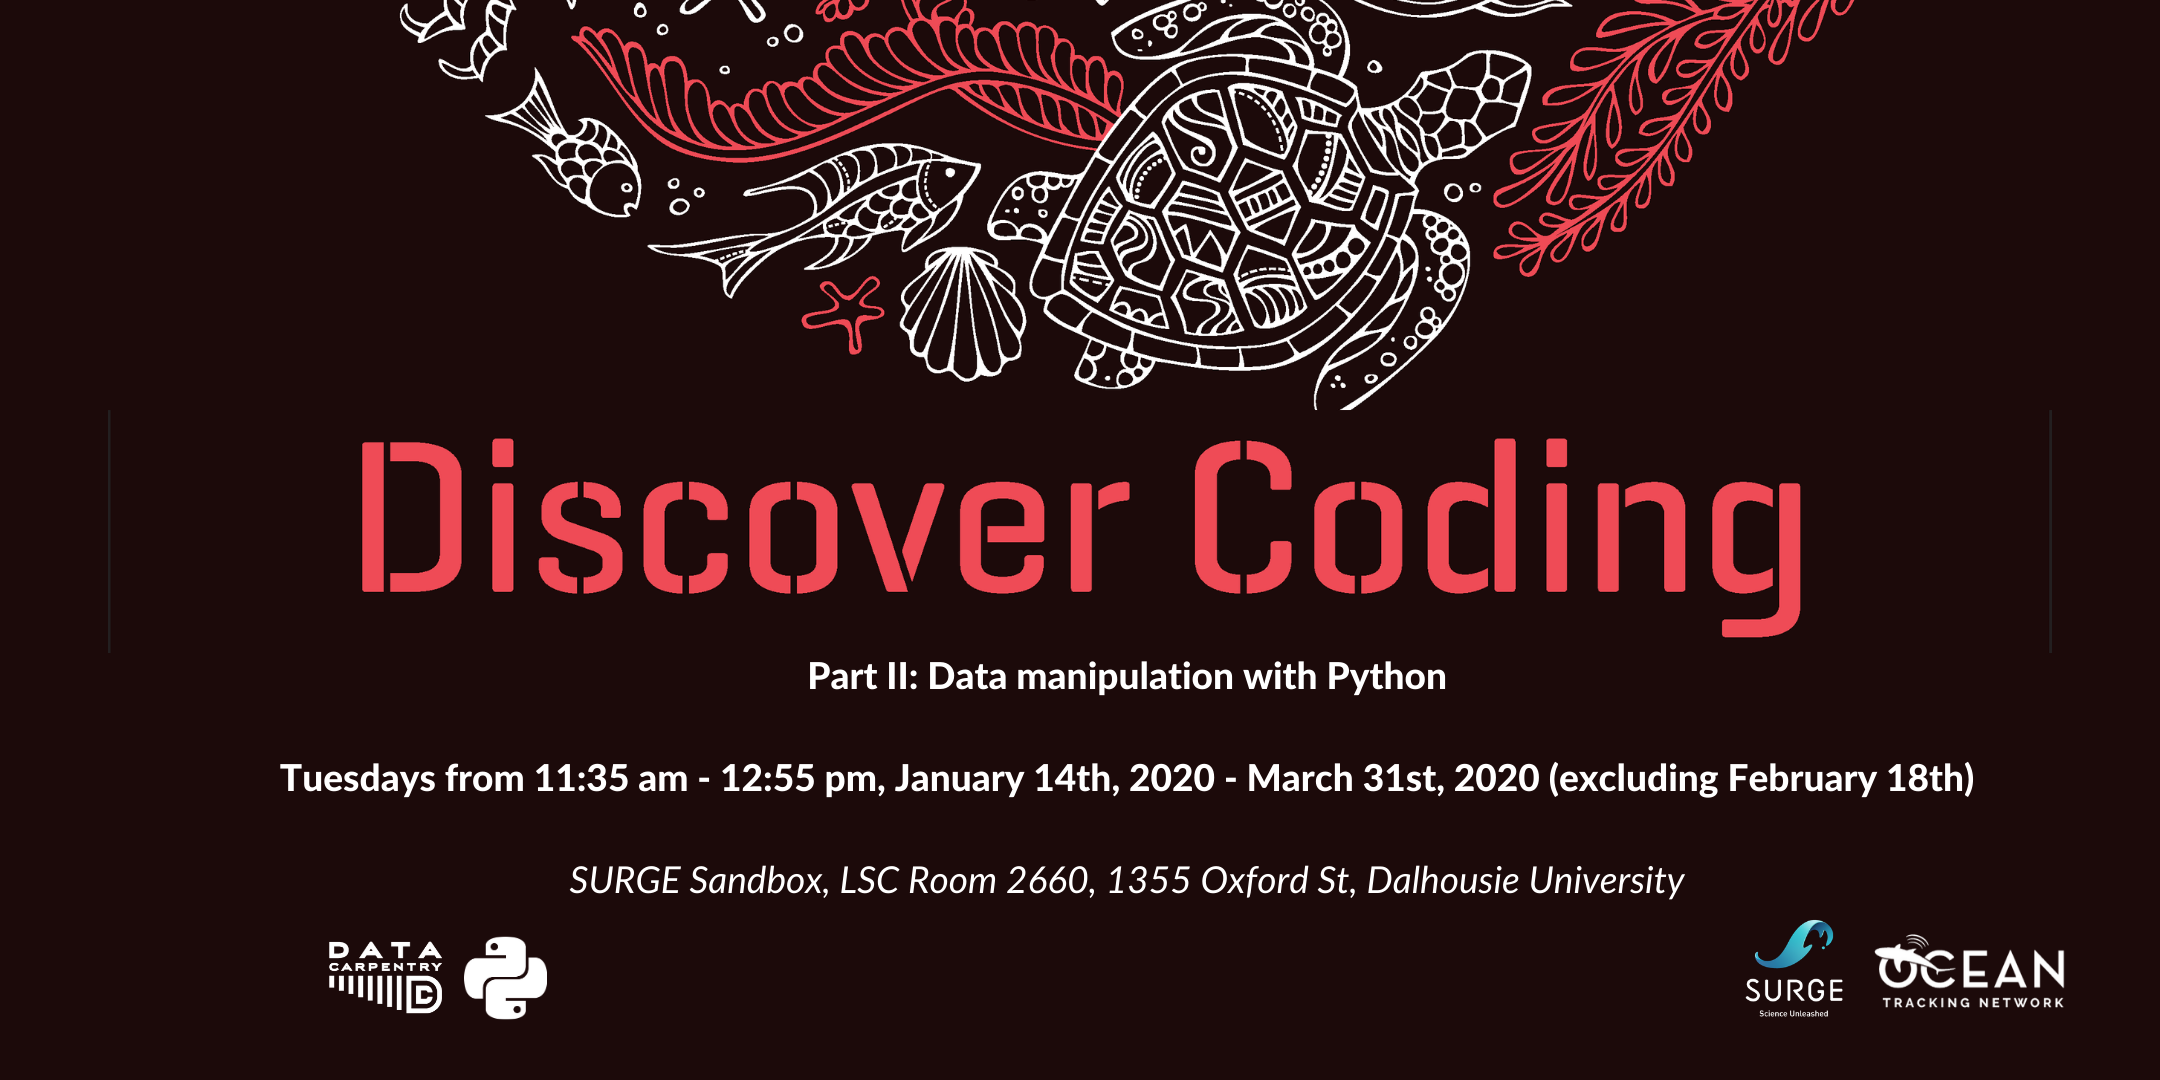 Discover Coding
Part II: Data manipulation with Python
Tuesdays from 11:35 am - 12:55 pm, January 14th, 2020 - March 31st, 2020 (excluding February 18th)
SURGE Sandbox, LSC Room 2660, 1355 Oxford St, Dalhousie University
DATA
CARPENTRY
DC
SURGE
Science Unleashed
OCEAN
TRACKING NETWORK